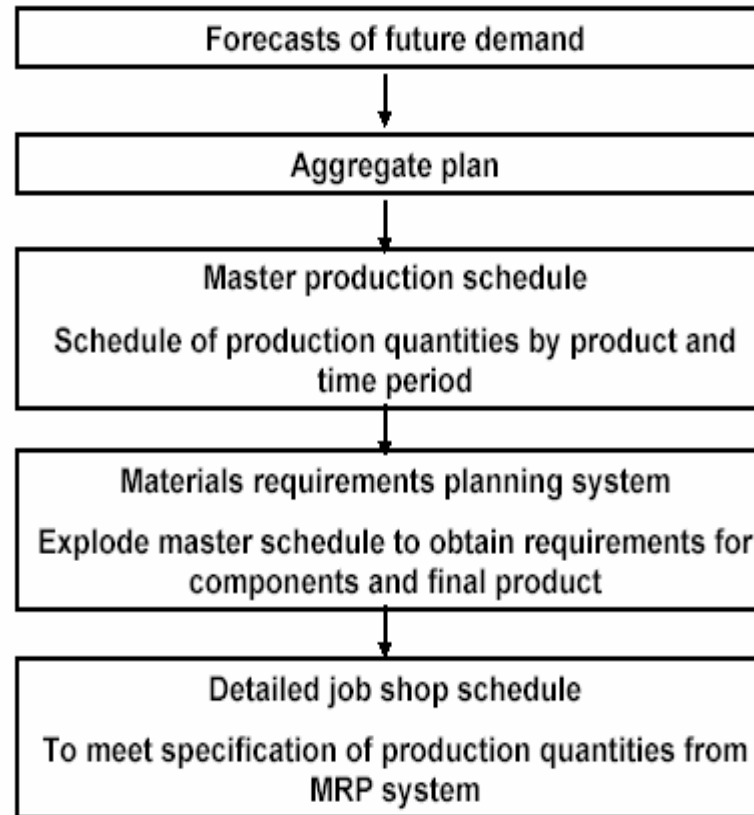 Forecasts of future demand
Aggregate plan
Master production schedule
Schedule of production quantities by product and
time period
Materials requirements planning system
Explode master schedule to obtain requirements for
components and final product
Detailed job shop schedule
To meet specification of production quantities from
MRP system